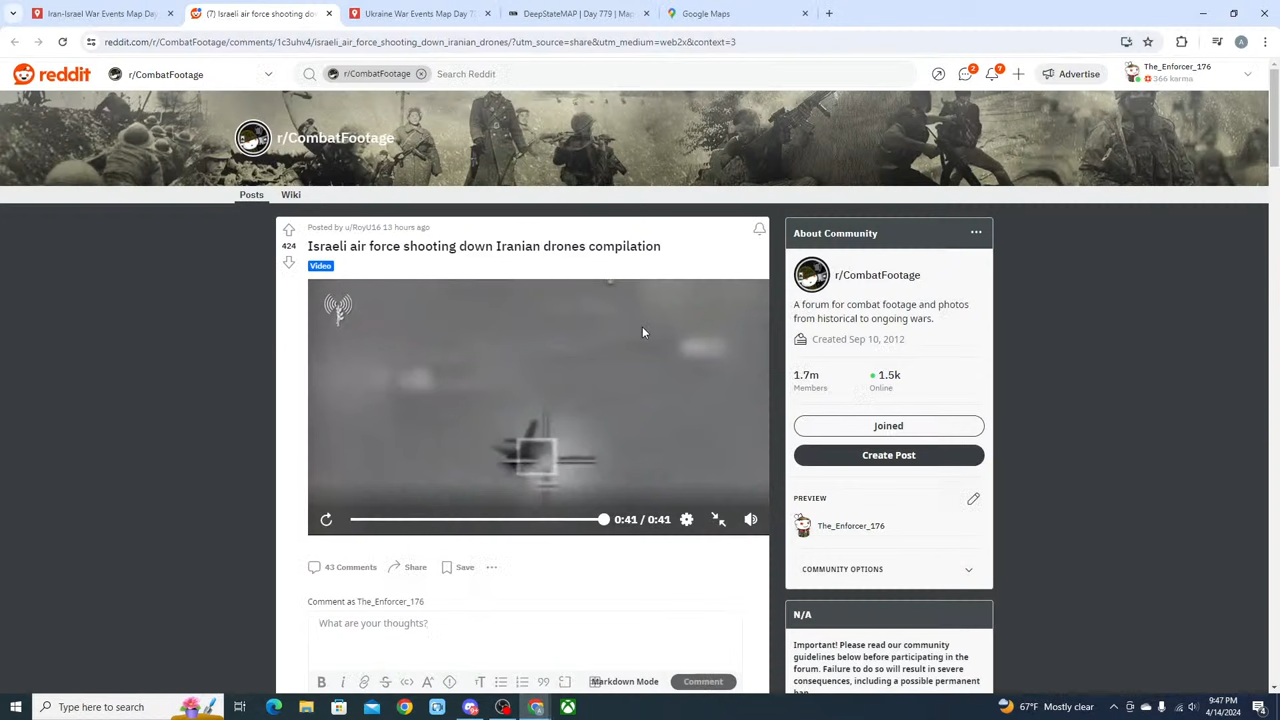 Iran-Israel War Events Map Day
(7) Israeli air force shooting do
Ukraine War Events Map Day 7
DeepStateMAP | Day 779 | Map
Google Maps
reddit.com/r/CombatFootage/comments/1c3uhv4/israeli_air_force_shooting_down_iranian_drones/?utm_source=share&utm_medium=web2x&context=3
A
reddit
r/CombatFootage
r/CombatFootage
Search Reddit
2
7
Advertise
The_Enforcer_176
366 karma
r/CombatFootage
Posts
Wiki
Posted by u/RoyU16 13 hours ago
424
Israeli air force shooting down Iranian drones compilation
Video
0:41 / 0:41
43 Comments
Share
Save
Comment as The_Enforcer_176
What are your thoughts?
Markdown Mode
Comment
About Community
r/CombatFootage
A forum for combat footage and photos
from historical to ongoing wars.
Created Sep 10, 2012
1.7m
1.5k
Members
Online
Joined
Create Post
PREVIEW
The_Enforcer_176
COMMUNITY OPTIONS
N/A
Important! Please read our community
guidelines below before participating in the
forum. Failure to do so will result in severe
consequences, including a possible permanent
ban.
Type here to search
67°F Mostly clear
9:47 PM
4/14/2024